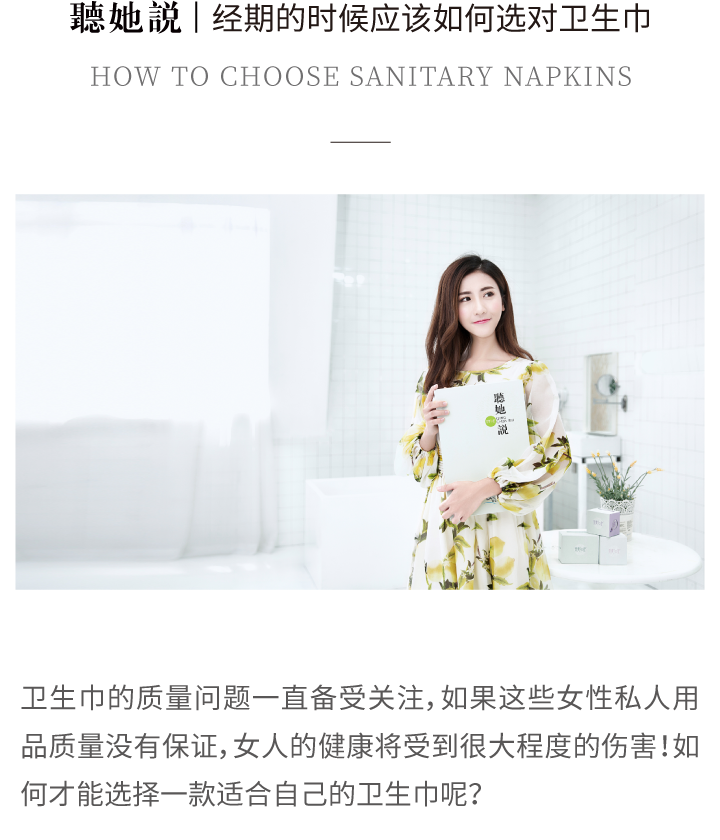 聽她説 | 经期的时候应该如何选对卫生巾
HOW TO CHOOSE SANITARY NAPKINS
聽
她
説
卫生巾的质量问题一直备受关注，如果这些女性私人用
品质量没有保证，女人的健康将受到很大程度的伤害！如
何才能选择一款适合自己的卫生巾呢？